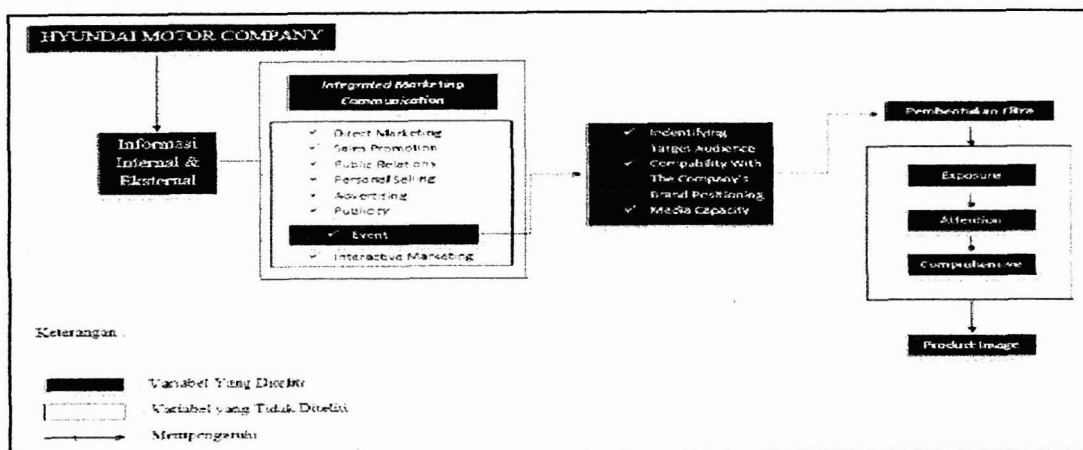 HYUNDAI MOTOR COMPANY
Informasi
Internal &
Eksternal
Integrated Marketing
Communication
✓ Direct Marketing
✓ Sales Promotion
✓ Public Relations
✓ Personal Selling
✓ Advertising
✓ Publicity
✓ Event
✓ Interactive Marketing
✓ Indentifying
Target Audience
✓ Compability With
The Company's
Brand Positioning
✓ Media Capacity
Pembentukan Citra
Exposure
Attention
Comprehensive
Product Image
Keterangan :
Variabel Yang Diteliti
Variabel yang Tidak Diteliti
Mempengaruhi